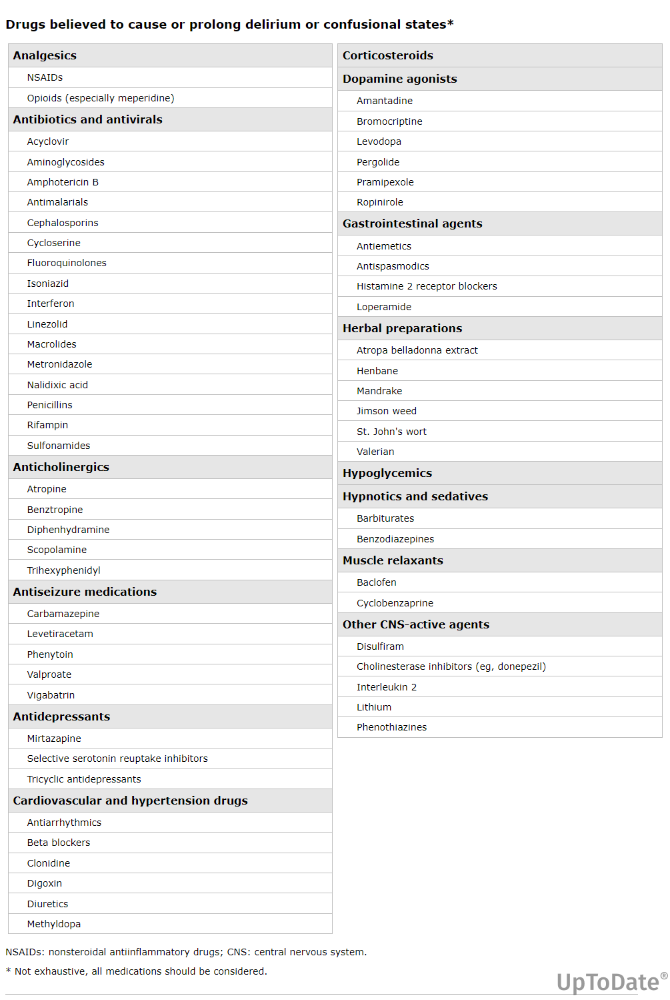 Drugs believed to cause or prolong delirium or confusional states*
Analgesics
NSAIDs
Opioids (especially meperidine)
Antibiotics and antivirals
Acyclovir
Aminoglycosides
Amphotericin B
Antimalarials
Cephalosporins
Cycloserine
Fluoroquinolones
Isoniazid
Interferon
Linezolid
Macrolides
Metronidazole
Nalidixic acid
Penicillins
Rifampin
Sulfonamides
Anticholinergics
Atropine
Benztropine
Diphenhydramine
Scopolamine
Trihexyphenidyl
Antiseizure medications
Carbamazepine
Levetiracetam
Phenytoin
Valproate
Vigabatrin
Antidepressants
Mirtazapine
Selective serotonin reuptake inhibitors
Tricyclic antidepressants
Cardiovascular and hypertension drugs
Antiarrhythmics
Beta blockers
Clonidine
Digoxin
Diuretics
Methyldopa
Corticosteroids
Dopamine agonists
Amantadine
Bromocriptine
Levodopa
Pergolide
Pramipexole
Ropinirole
Gastrointestinal agents
Antiemetics
Antispasmodics
Histamine 2 receptor blockers
Loperamide
Herbal preparations
Atropa belladonna extract
Henbane
Mandrake
Jimson weed
St. John's wort
Valerian
Hypoglycemics
Hypnotics and sedatives
Barbiturates
Benzodiazepines
Muscle relaxants
Baclofen
Cyclobenzaprine
Other CNS-active agents
Disulfiram
Cholinesterase inhibitors (eg, donepezil)
Interleukin 2
Lithium
Phenothiazines
NSAIDs: nonsteroidal antiinflammatory drugs; CNS: central nervous system.
* Not exhaustive, all medications should be considered.
UpToDate®